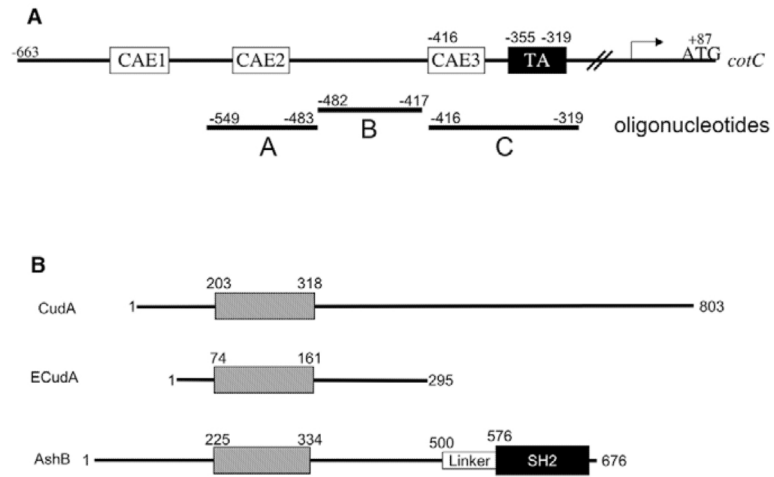 A
-416 -355 -319 +87
-663 CAE1 CAE2 CAE3 TA ATG cotC
-482 -417
-549 -483 -416 -319 oligonucleotides
A B C
B
203 318
CudA 1 803
74 161
ECudA 1 295
225 334 500 576
AshB 1 Linker SH2 676